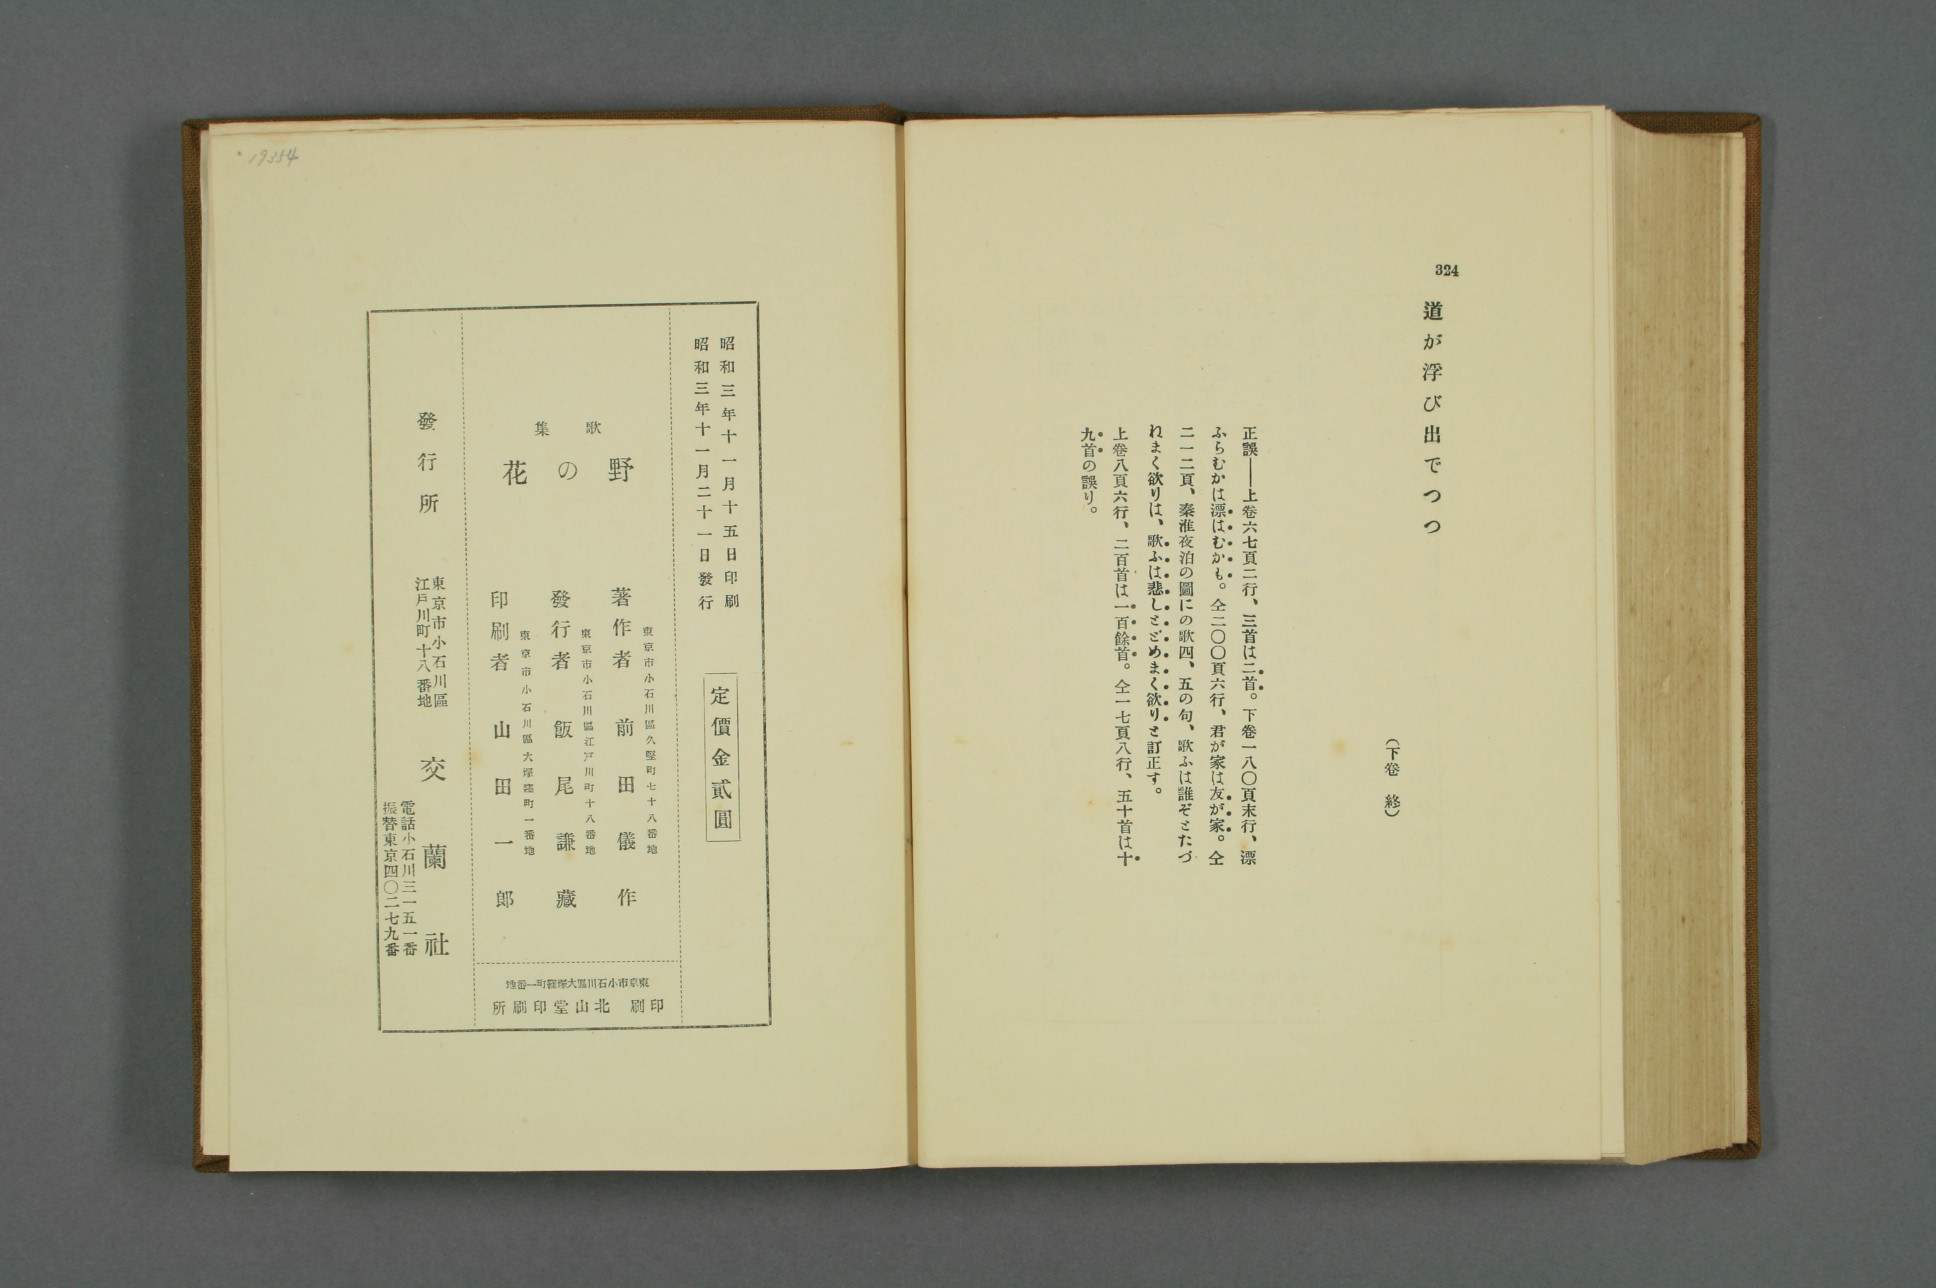 324
道が浮び出でつつ
(下卷 終)
正誤――上卷六七頁二行、三首は二首。下卷一八〇頁末行、漂
ふらむかは漂はむかも。仝二〇〇頁六行、君が家は友が家。仝
二一二頁、秦淮夜泊の圖にの歌四、五の句、歌ふは誰ぞとたづ
ねまく欲りは、歌ふは悲しとどめまく欲りと訂正す。
上卷八頁六行、二百首は一百餘首。仝一七頁八行、五十首は十
九首の誤り。
昭和三年十一月十五日印刷
昭和三年十一月二十一日發行
定價金貳圓
歌集
野の花
東京市小石川區久堅町七十八番地
著作者 前田儀作
東京市小石川區江戸川町十八番地
發行者 飯尾謙藏
東京市小石川區大塚窪町一番地
印刷者 山田一郎
東京市小石川區大塚窪町一番地
印刷 北山堂印刷所
發行所
東京市小石川區
江戸川町十八番地
交蘭社
電話小石川三一五一番
振替東京四〇二七九番
19354